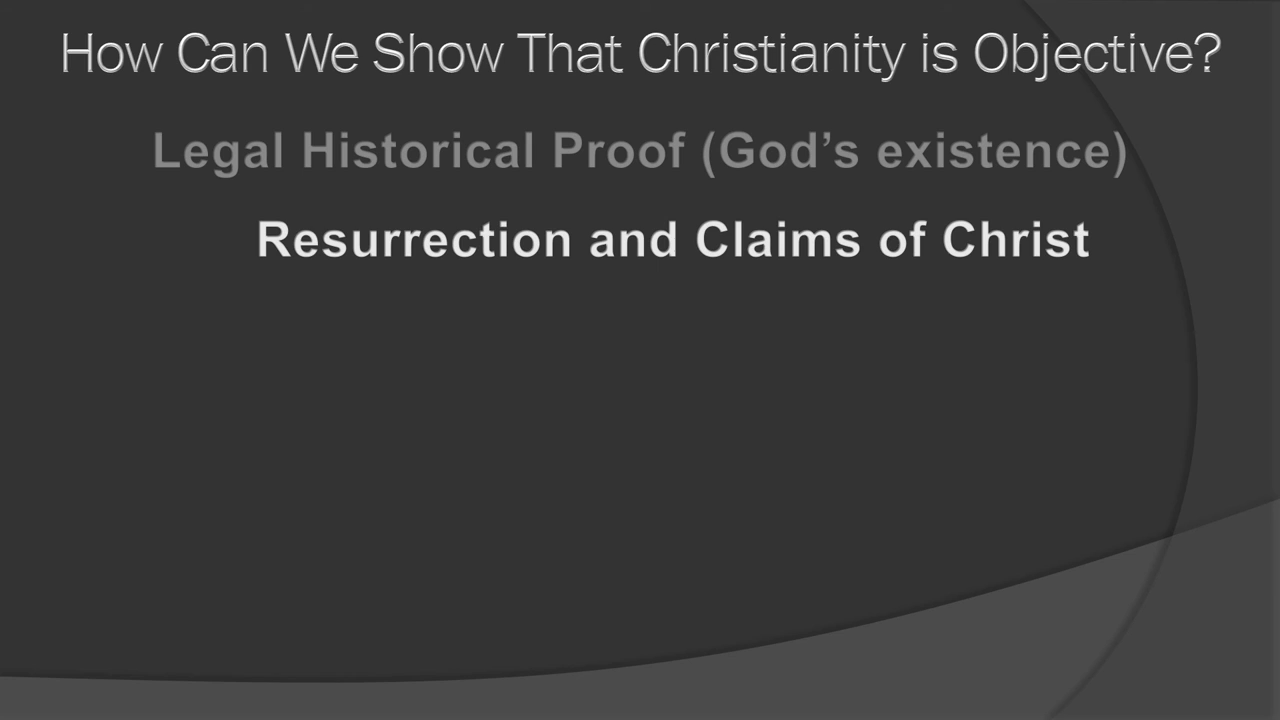 How Can We Show That Christianity is Objective?
Legal Historical Proof (God’s existence)
Resurrection and Claims of Christ